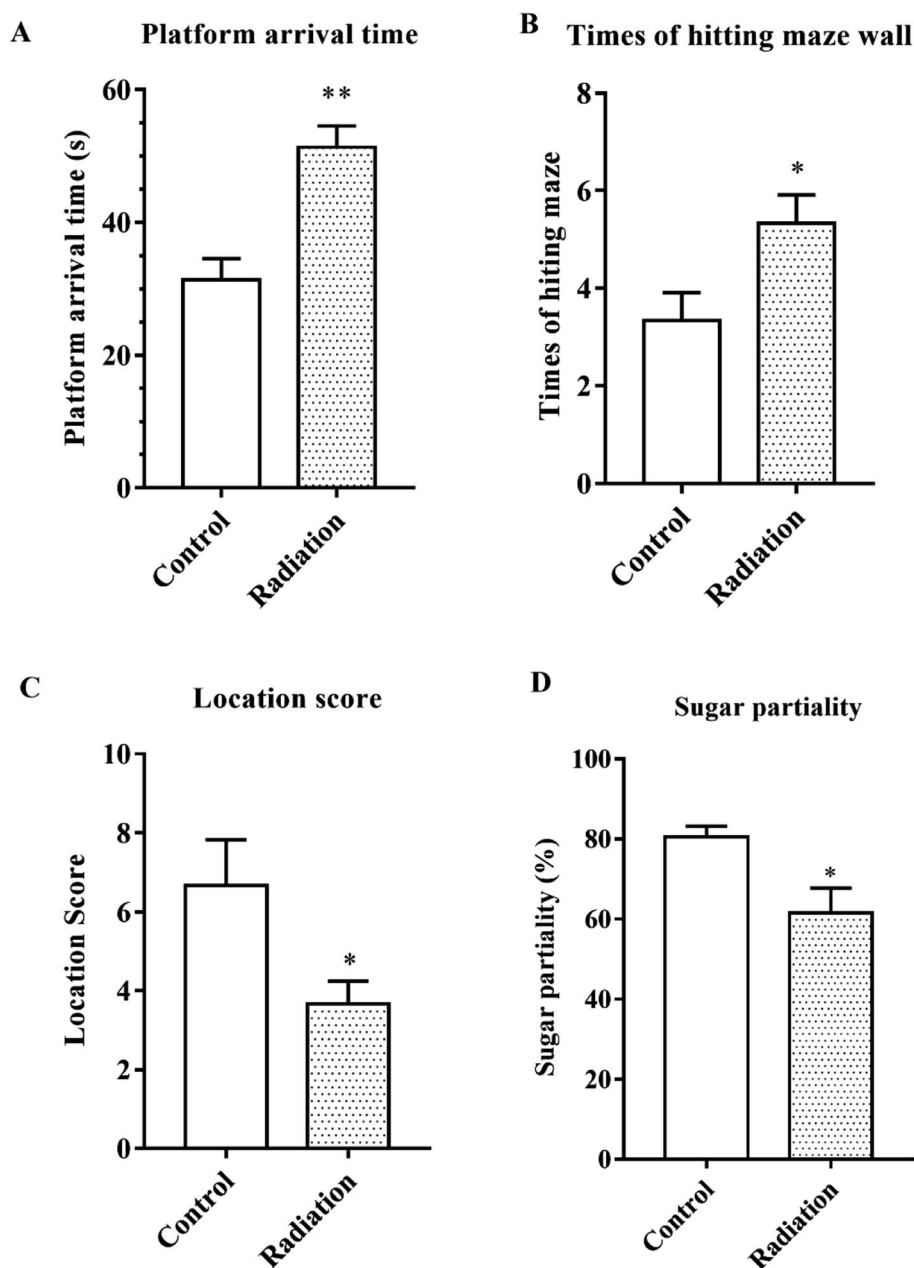 A
Platform arrival time
Platform arrival time (s)
60
40
20
0
**
Control
Radiation
B
Times of hitting maze wall
Times of hiting maze
8
6
4
2
0
*
Control
Radiation
C
Location score
Location Score
10
8
6
4
2
0
*
Control
Radiation
D
Sugar partiality
Sugar partiality (%)
100
80
60
40
20
0
*
Control
Radiation